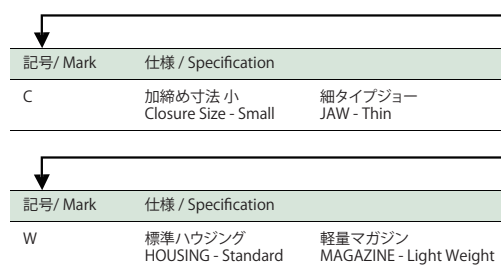 記号/ Mark 仕様 / Specification
C 加締め寸法 小 細タイプジョー
Closure Size - Small JAW - Thin
記号/ Mark 仕様 / Specification
W 標準ハウジング 軽量マガジン
HOUSING - Standard MAGAZINE - Light Weight